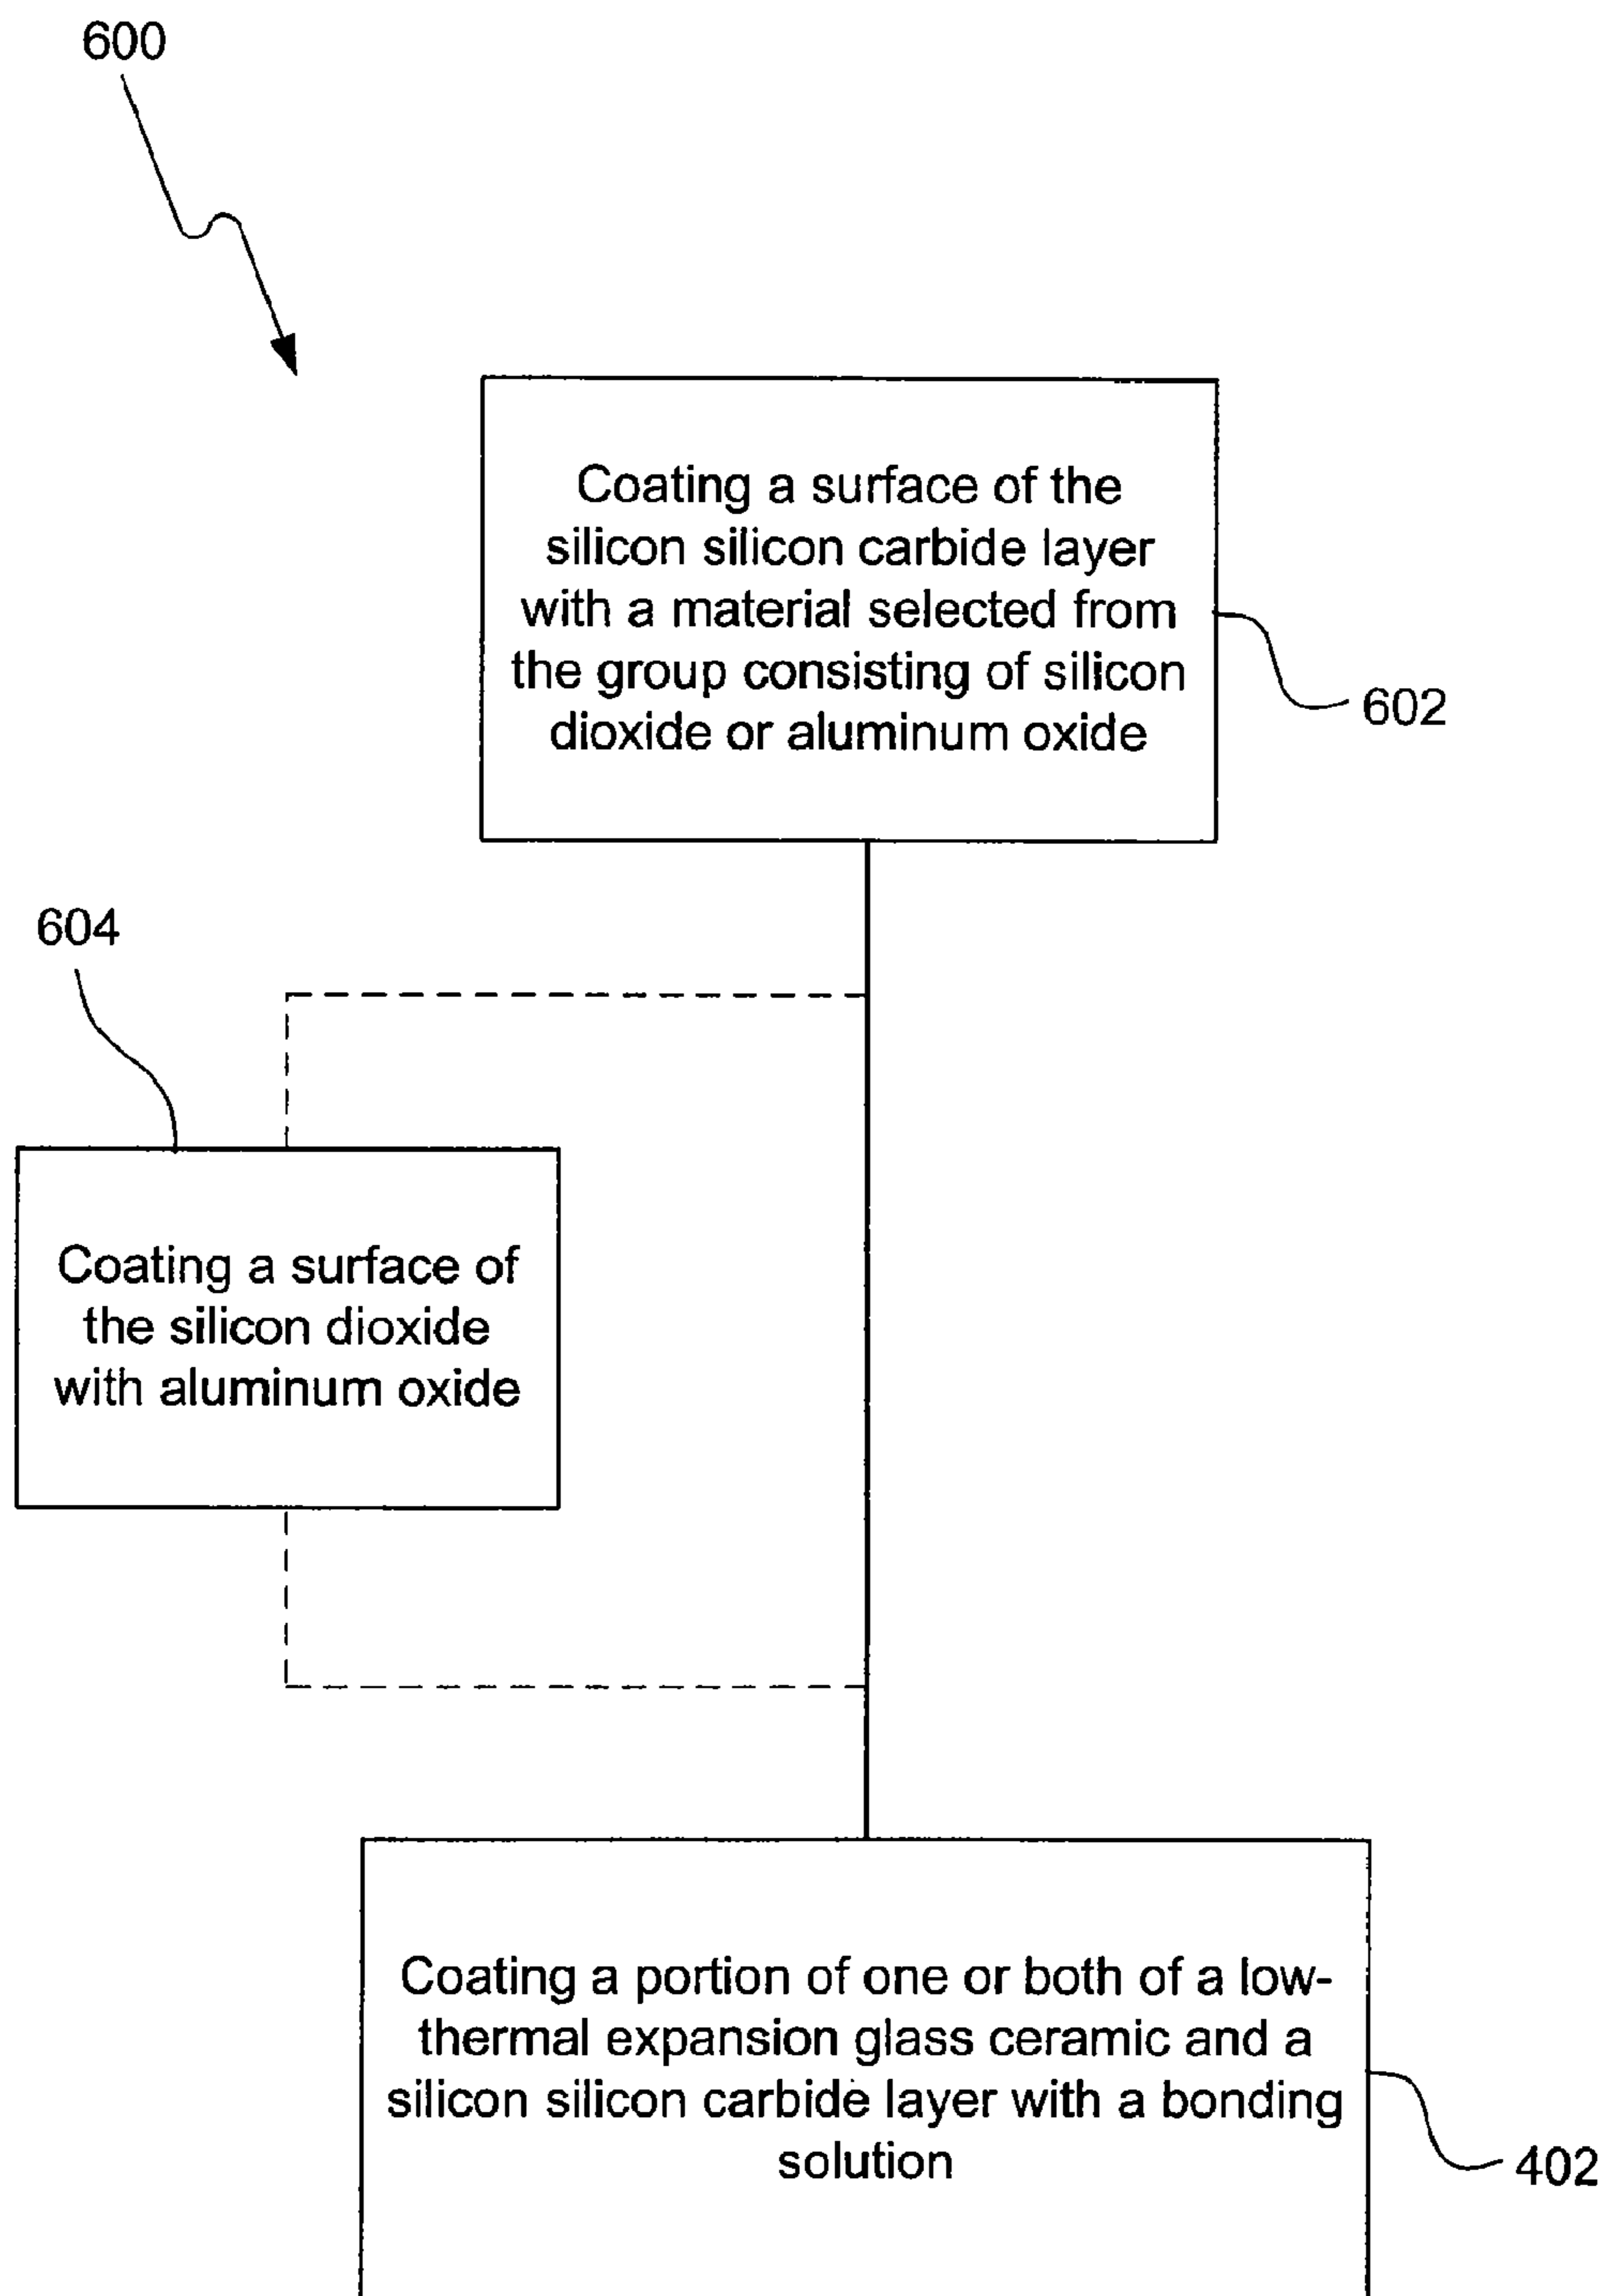 600
Coating a surface of the
silicon silicon carbide layer
with a material selected from
the group consisting of silicon
dioxide or aluminum oxide
602
604
Coating a surface of
the silicon dioxide
with aluminum oxide
Coating a portion of one or both of a low-
thermal expansion glass ceramic and a
silicon silicon carbide layer with a bonding
solution
402